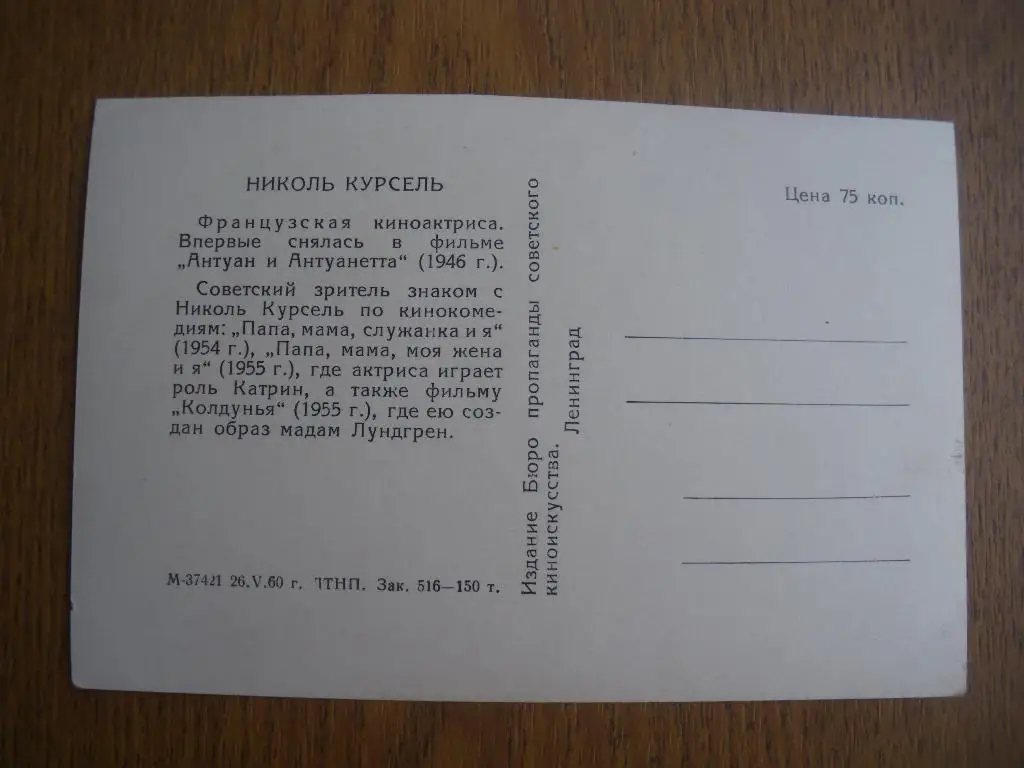 НИКОЛЬ КУРСЕЛЬ
Французская киноактриса.
Впервые снялась в фильме
„Антуан и Антуанетта“ (1946 г.).
Советский зритель знаком с
Николь Курсель по кинокоме-
диям: „Папа, мама, служанка и я“
(1954 г.), „Папа, мама, моя жена
и я“ (1955 г.), где актриса играет
роль Катрин, а также фильму
„Колдунья“ (1955 г.), где ею соз-
дан образ мадам Лундгрен.
М-37421 26.V.60 г. ЛТНП. Зак. 516—150 т.
Издание Бюро пропаганды советского
киноискусства.
Ленинград
Цена 75 коп.